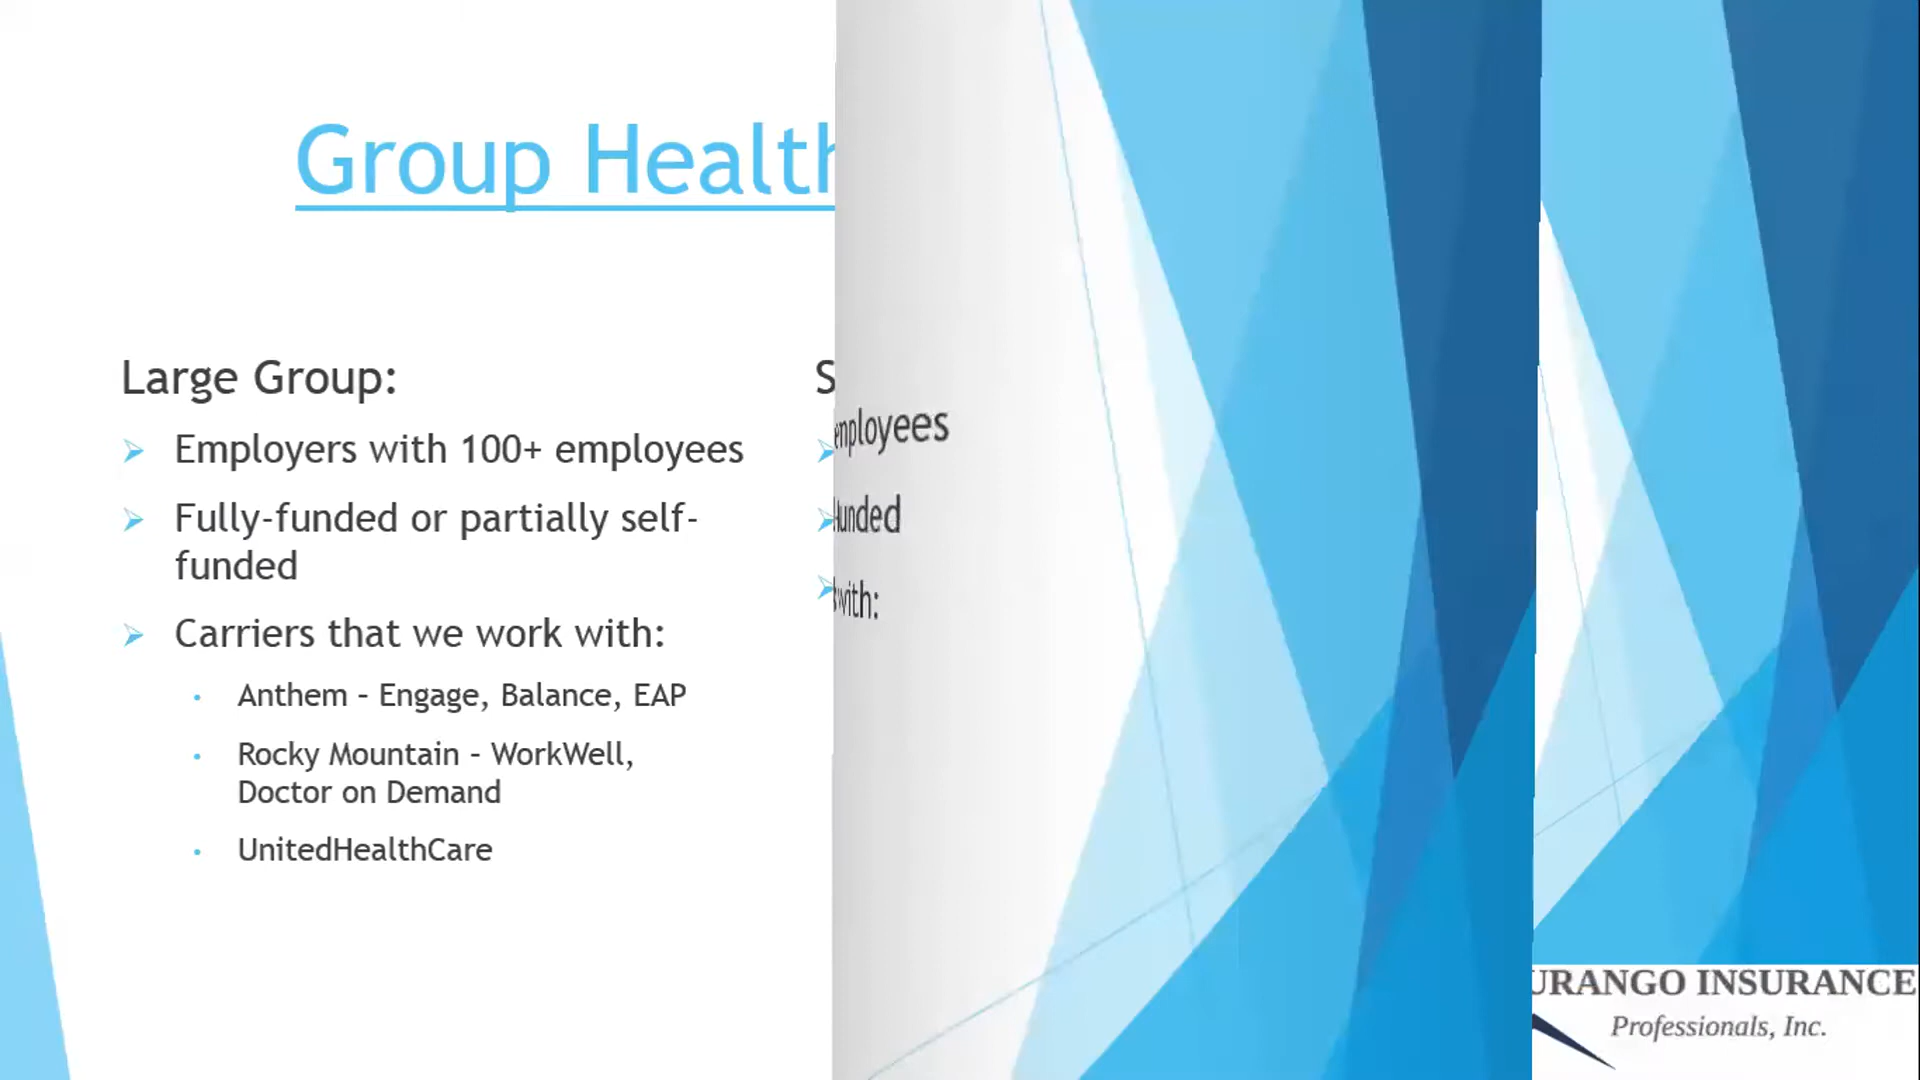 Group Health
Large Group:
Employers with 100+ employees
Fully-funded or partially self-
funded
Carriers that we work with:
Anthem – Engage, Balance, EAP
Rocky Mountain – WorkWell,
Doctor on Demand
UnitedHealthCare
S
mployees
unded
with:
URANGO INSURANCE
Professionals, Inc.